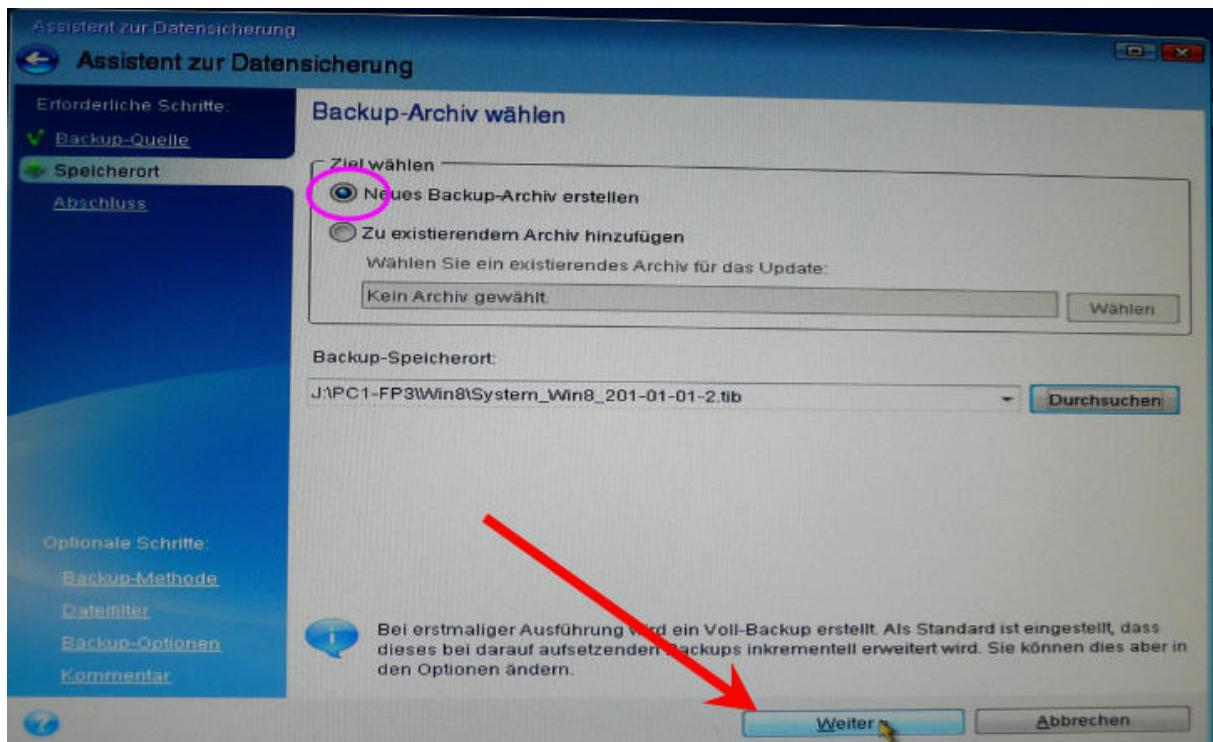 Assistent zur Datensicherung
Assistent zur Datensicherung
Erforderliche Schritte:
Backup-Quelle
Speicherort
Abschluss
Backup-Archiv wählen
Ziel wählen
Neues Backup-Archiv erstellen
Zu existierendem Archiv hinzufügen
Wählen Sie ein existierendes Archiv für das Update:
Kein Archiv gewählt.
Wählen
Backup-Speicherort:
J:\PC1-FP3\Win8\System_Win8_201-01-01-2.tib
Durchsuchen
Optionale Schritte:
Backup-Methode
Dateifilter
Backup-Optionen
Kommentar
Bei erstmaliger Ausführung wird ein Voll-Backup erstellt. Als Standard ist eingestellt, dass
dieses bei darauf aufsetzenden Backups inkrementell erweitert wird. Sie können dies aber in
den Optionen ändern.
Weiter
Abbrechen